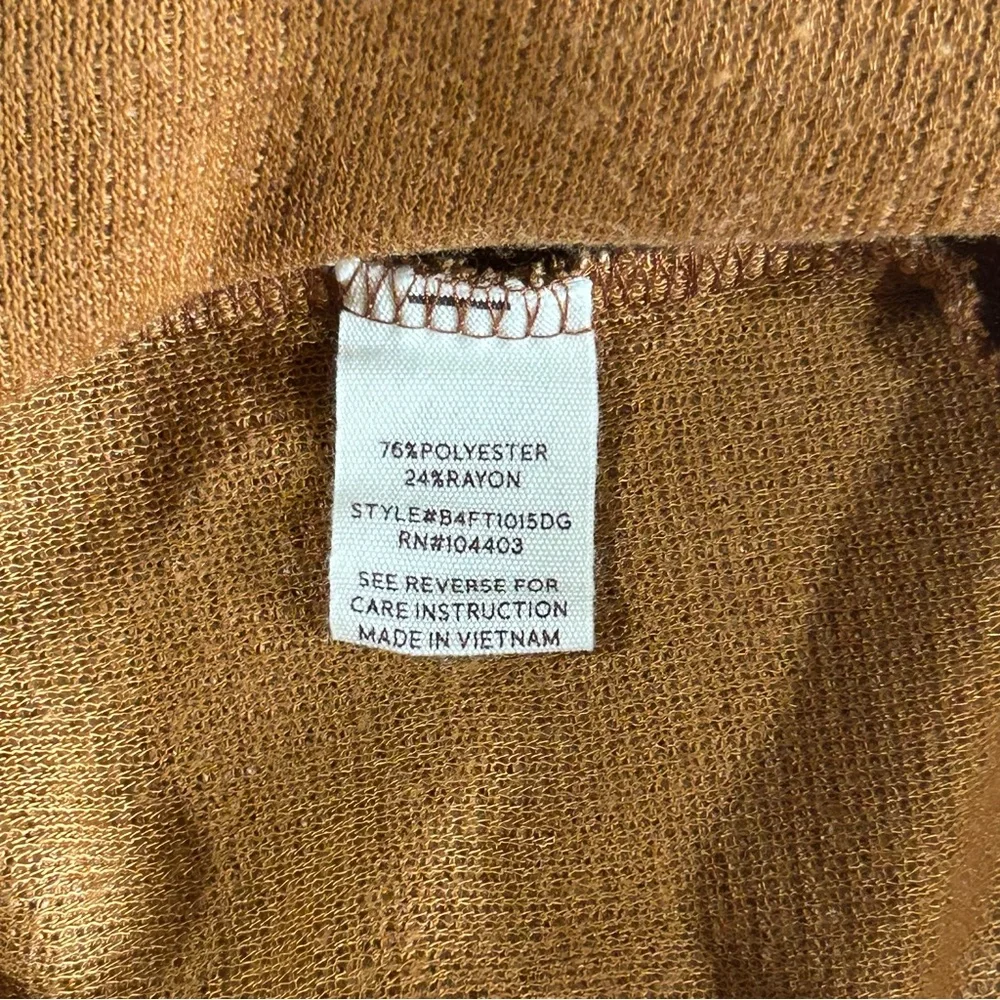 76%POLYESTER
24%RAYON
STYLE#B4FT1015DG
RN#104403
SEE REVERSE FOR
CARE INSTRUCTION
MADE IN VIETNAM